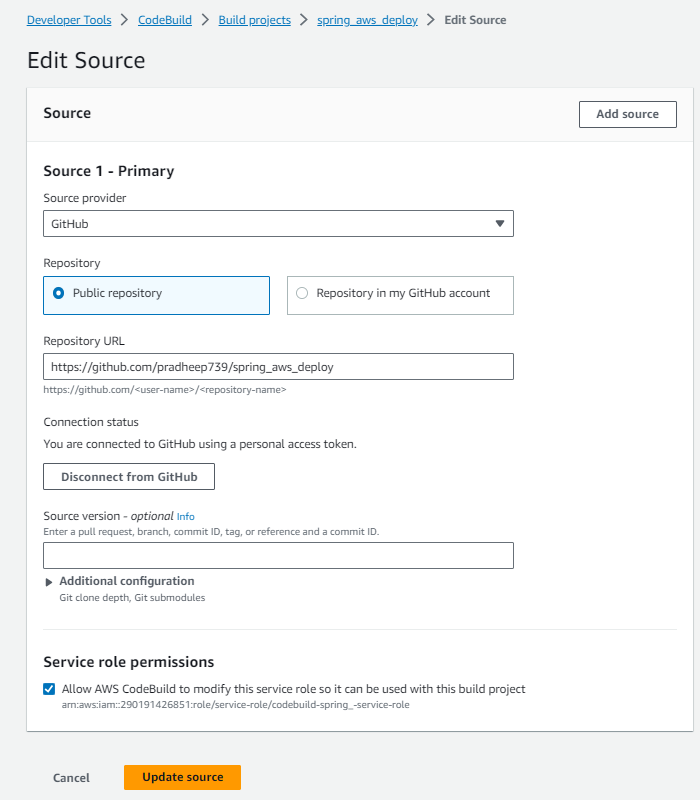 Developer Tools > CodeBuild > Build projects > spring_aws_deploy > Edit Source
Edit Source
Source
Add source
Source 1 - Primary
Source provider
GitHub
Repository
Public repository
Repository in my GitHub account
Repository URL
https://github.com/pradheep739/spring_aws_deploy
https://github.com/<user-name>/<repository-name>
Connection status
You are connected to GitHub using a personal access token.
Disconnect from GitHub
Source version - optional Info
Enter a pull request, branch, commit ID, tag, or reference and a commit ID.
Additional configuration
Git clone depth, Git submodules
Service role permissions
Allow AWS CodeBuild to modify this service role so it can be used with this build project
arn:aws:iam::290191426851:role/service-role/codebuild-spring_-service-role
Cancel
Update source